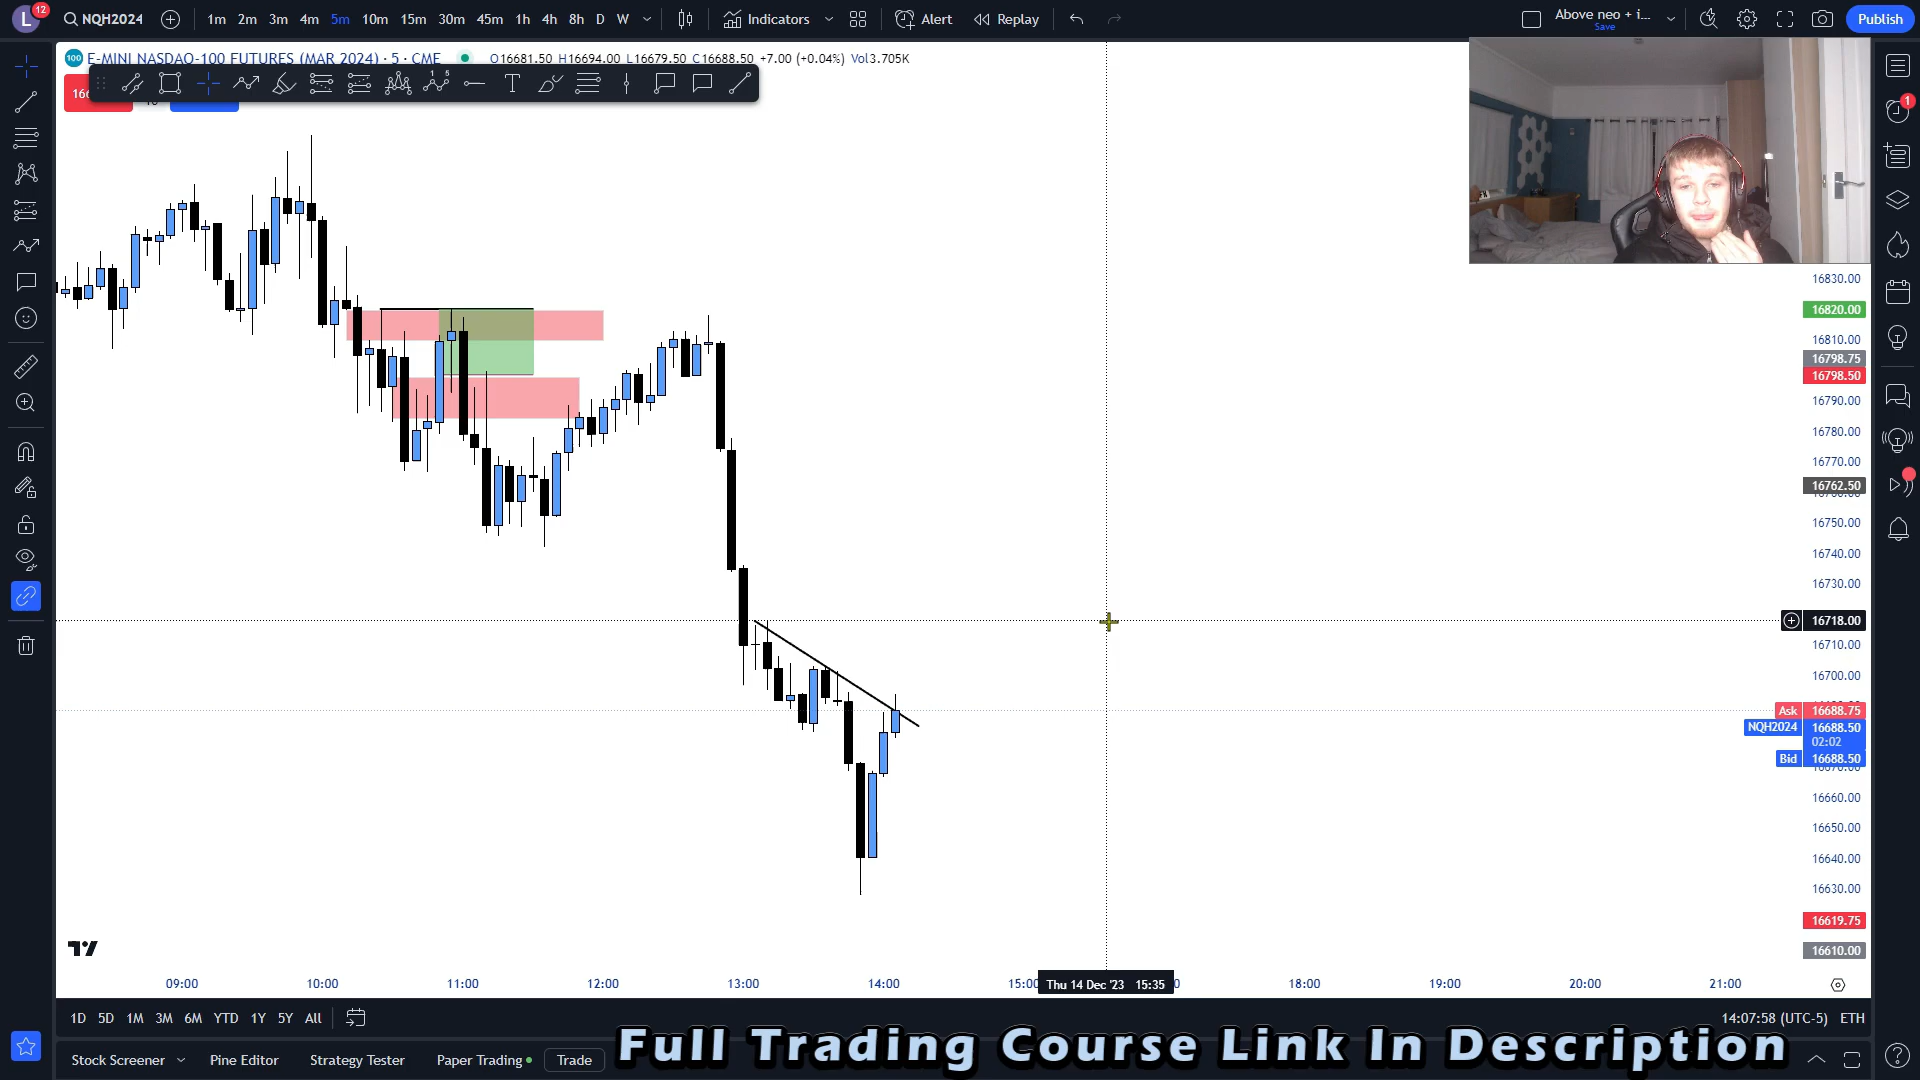 L 12 NQH2024 1m 2m 3m 4m 5m 10m 15m 30m 45m 1h 4h 8h D W Indicators Alert Replay Above neo + i... Save Publish
100 E-MINI NASDAQ-100 FUTURES (MAR 2024) · 5 · CME O16681.50 H16694.00 L16679.50 C16688.50 +7.00 (+0.04%) Vol3.705K
1
16830.00
16820.00
16810.00
16798.75
16798.50
16790.00
16780.00
16770.00
16762.50
16750.00
16740.00
16730.00
16718.00
16710.00
16700.00
Ask 16688.75
NQH2024 16688.50
02:02
Bid 16688.50
16660.00
16650.00
16640.00
16630.00
16619.75
16610.00
09:00 10:00 11:00 12:00 13:00 14:00 15:00 Thu 14 Dec '23 15:35 18:00 19:00 20:00 21:00
1D 5D 1M 3M 6M YTD 1Y 5Y All 14:07:58 (UTC-5) ETH
Stock Screener Pine Editor Strategy Tester Paper Trading Trade
Full Trading Course Link In Description